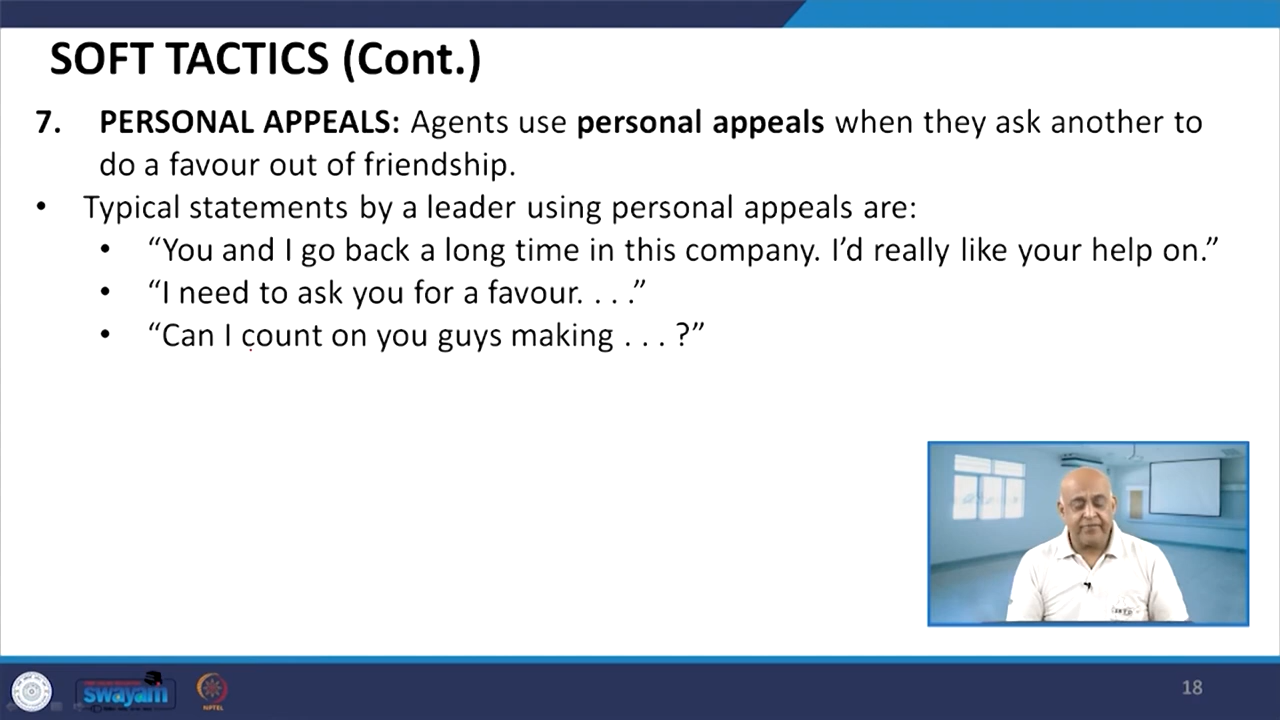 SOFT TACTICS (Cont.)
7. PERSONAL APPEALS: Agents use personal appeals when they ask another to
do a favour out of friendship.
• Typical statements by a leader using personal appeals are:
• “You and I go back a long time in this company. I’d really like your help on.”
• “I need to ask you for a favour. . . .”
• “Can I count on you guys making . . . ?”
swayam
NPTEL
18